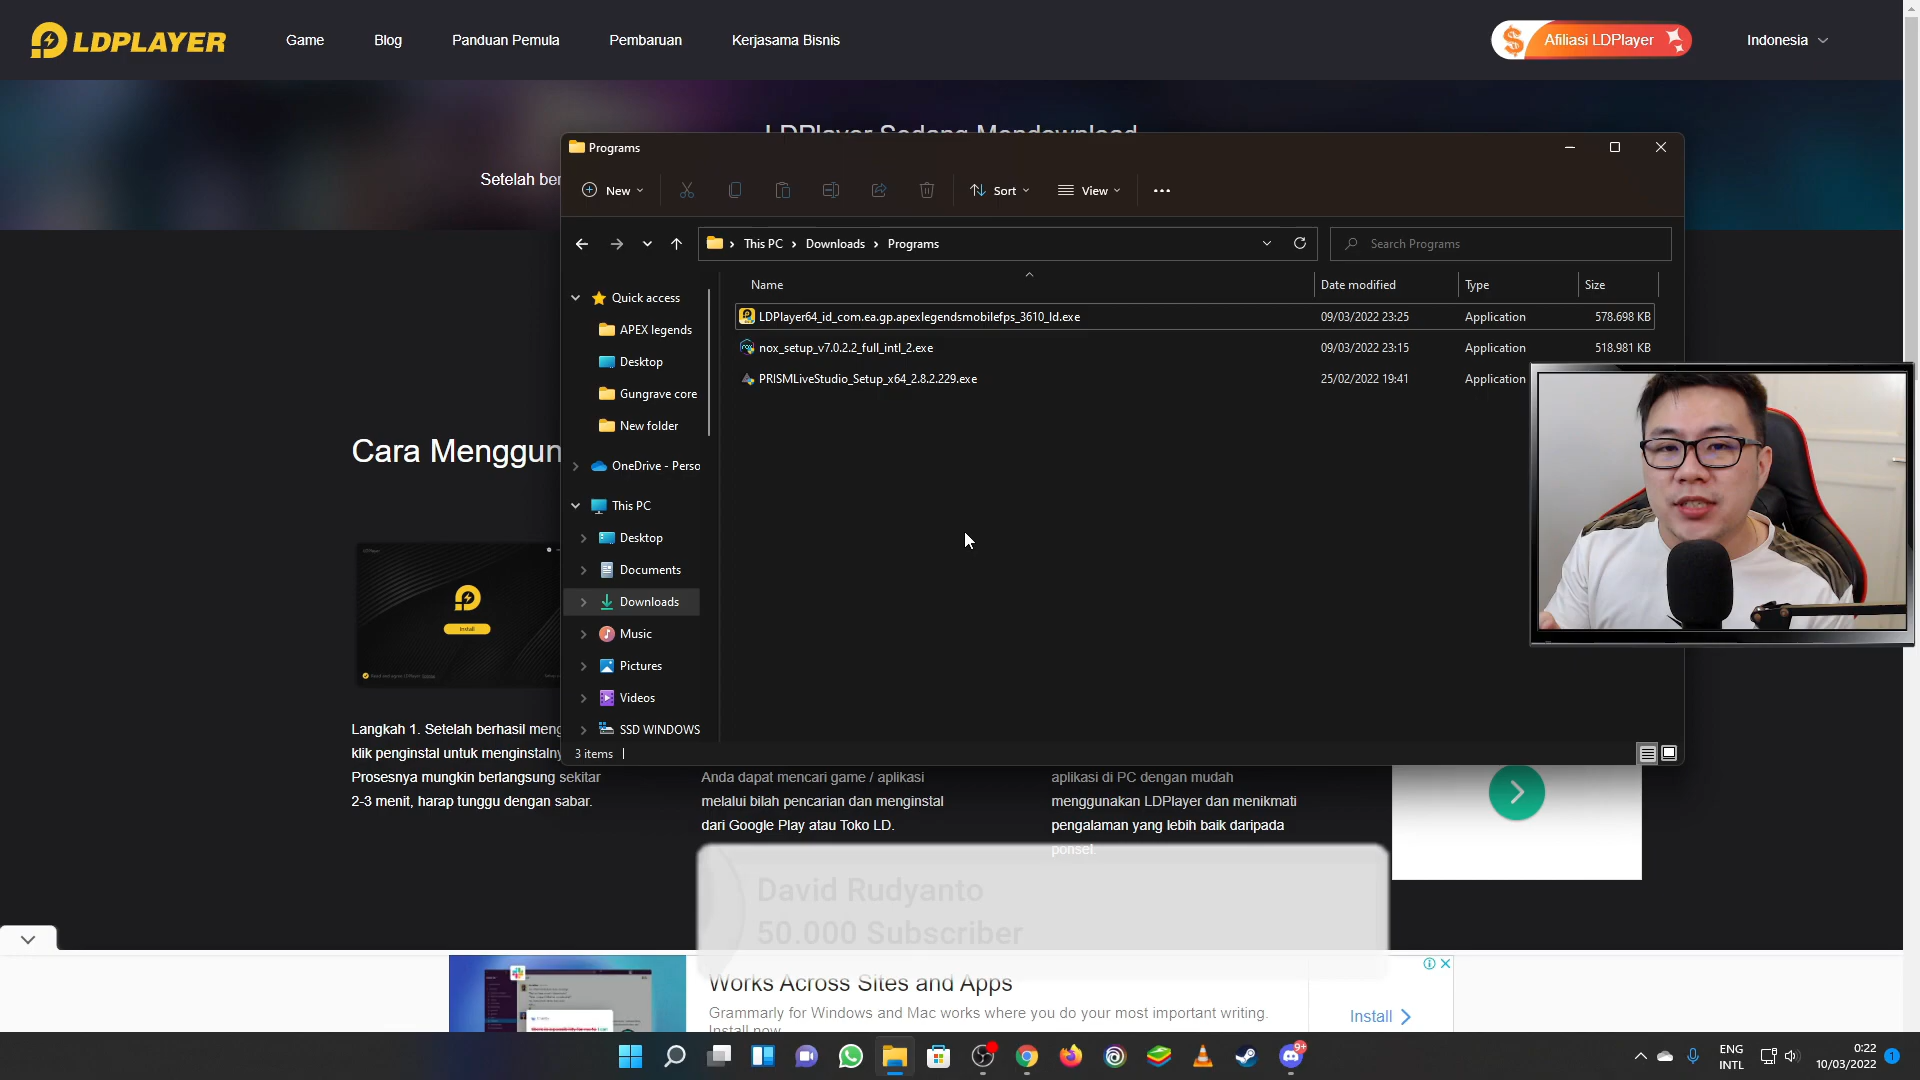 LDPLAYER
Game
Blog
Panduan Pemula
Pembaruan
Kerjasama Bisnis
Afiliasi LDPlayer
Indonesia
LDPlayer Sedang Mendownload
Setelah ber
Programs
New
Sort
View
This PC
Downloads
Programs
Search Programs
Name
Date modified
Type
Size
Quick access
APEX legends
Desktop
Gungrave core
New folder
OneDrive - Perso
This PC
Desktop
Documents
Downloads
Music
Pictures
Videos
SSD WINDOWS
LDPlayer64_id_com.ea.gp.apexlegendsmobilefps_3610_ld.exe
09/03/2022 23:25
Application
578.698 KB
nox_setup_v7.0.2.2_full_intl_2.exe
09/03/2022 23:15
Application
518.981 KB
PRISMLiveStudio_Setup_x64_2.8.2.229.exe
25/02/2022 19:41
Application
3 items
Cara Menggun
Install
Langkah 1. Setelah berhasil meng
klik penginstal untuk menginstalny
Prosesnya mungkin berlangsung sekitar
2-3 menit, harap tunggu dengan sabar.
Anda dapat mencari game / aplikasi
melalui bilah pencarian dan menginstal
dari Google Play atau Toko LD.
aplikasi di PC dengan mudah
menggunakan LDPlayer dan menikmati
pengalaman yang lebih baik daripada
ponsel.
David Rudyanto
50.000 Subscriber
Works Across Sites and Apps
Grammarly for Windows and Mac works where you do your most important writing.
Install now
Install
9+
ENG
INTL
0:22
10/03/2022
1